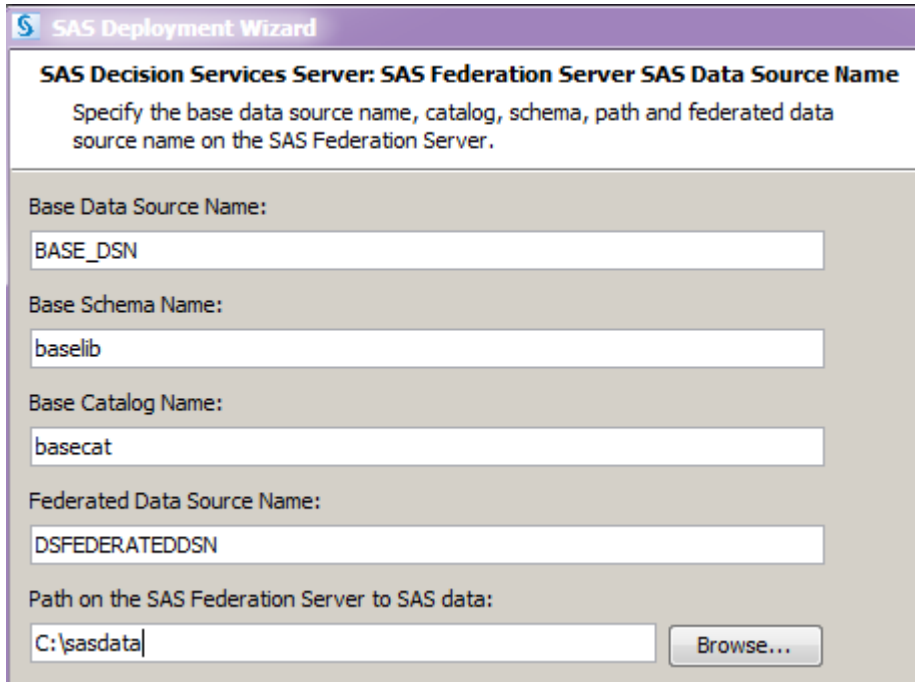 SAS Deployment Wizard
SAS Decision Services Server: SAS Federation Server SAS Data Source Name
Specify the base data source name, catalog, schema, path and federated data
source name on the SAS Federation Server.
Base Data Source Name:
BASE_DSN
Base Schema Name:
baselib
Base Catalog Name:
basecat
Federated Data Source Name:
DSFEDERATEDDSN
Path on the SAS Federation Server to SAS data:
C:\sasdata
Browse...